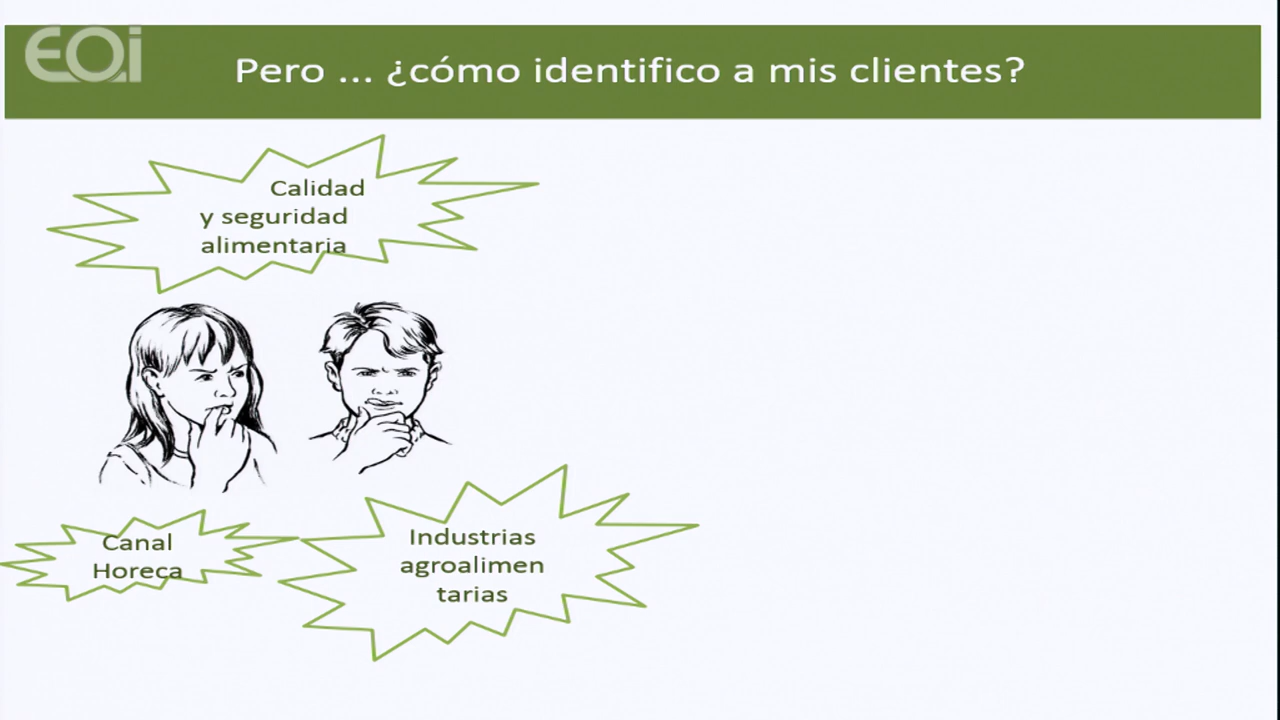 EOi
Pero ... ¿cómo identifico a mis clientes?
Calidad
y seguridad
alimentaria
Canal
Horeca
Industrias
agroalimen
tarias